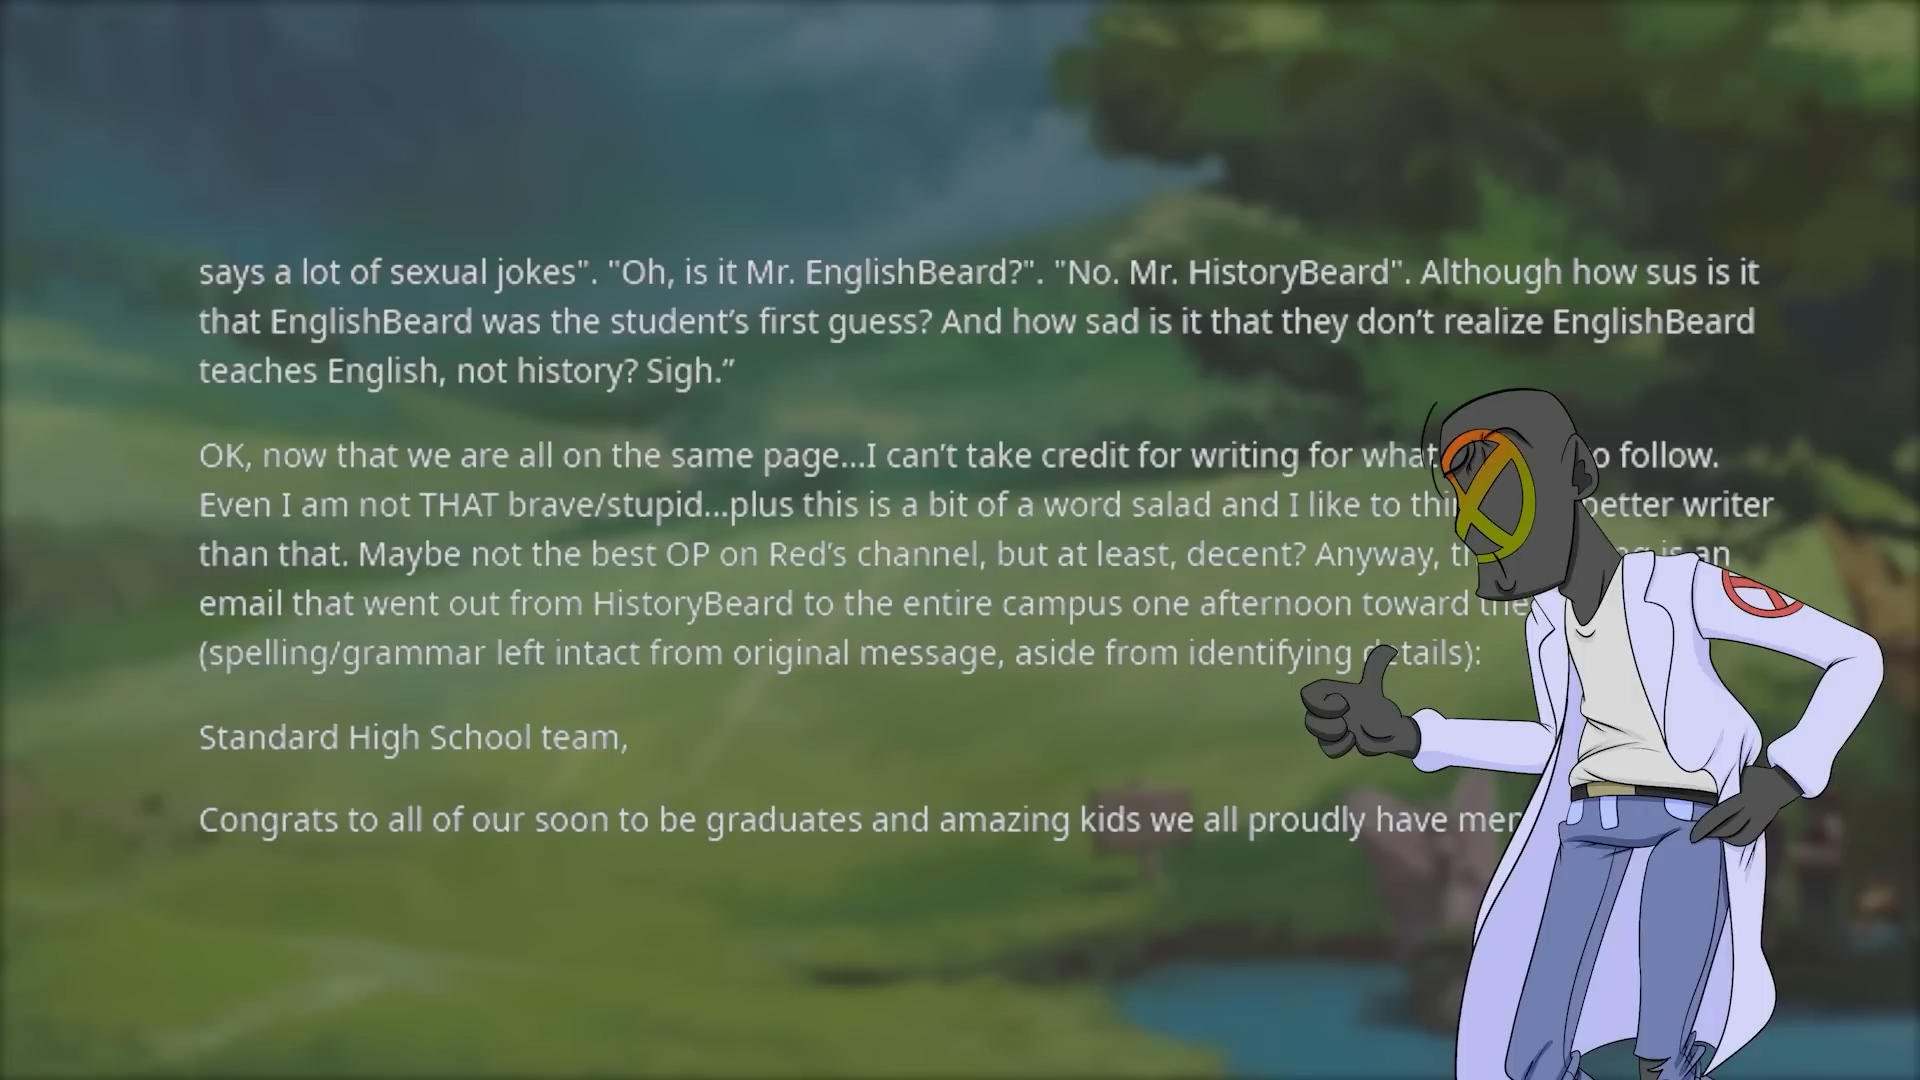 says a lot of sexual jokes". "Oh, is it Mr. EnglishBeard?". "No. Mr. HistoryBeard". Although how sus is it
that EnglishBeard was the student’s first guess? And how sad is it that they don’t realize EnglishBeard
teaches English, not history? Sigh.”
OK, now that we are all on the same page...I can’t take credit for writing for what follow.
Even I am not THAT brave/stupid...plus this is a bit of a word salad and I like to better writer
than that. Maybe not the best OP on Red’s channel, but at least, decent? Anyway, is an
email that went out from HistoryBeard to the entire campus one afternoon toward the
(spelling/grammar left intact from original message, aside from identifying details):
Standard High School team,
Congrats to all of our soon to be graduates and amazing kids we all proudly have